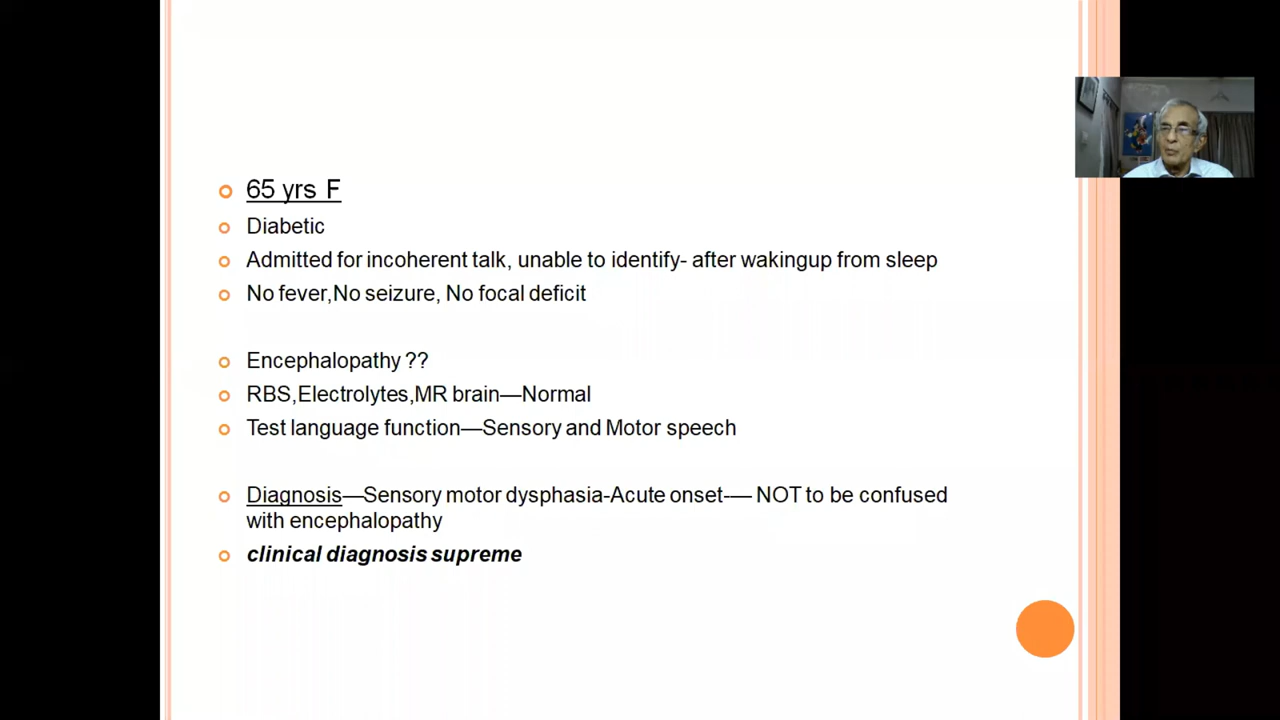 65 yrs F
Diabetic
Admitted for incoherent talk, unable to identify- after wakingup from sleep
No fever,No seizure, No focal deficit
Encephalopathy ??
RBS,Electrolytes,MR brain—Normal
Test language function—Sensory and Motor speech
Diagnosis—Sensory motor dysphasia-Acute onset-— NOT to be confused
with encephalopathy
clinical diagnosis supreme